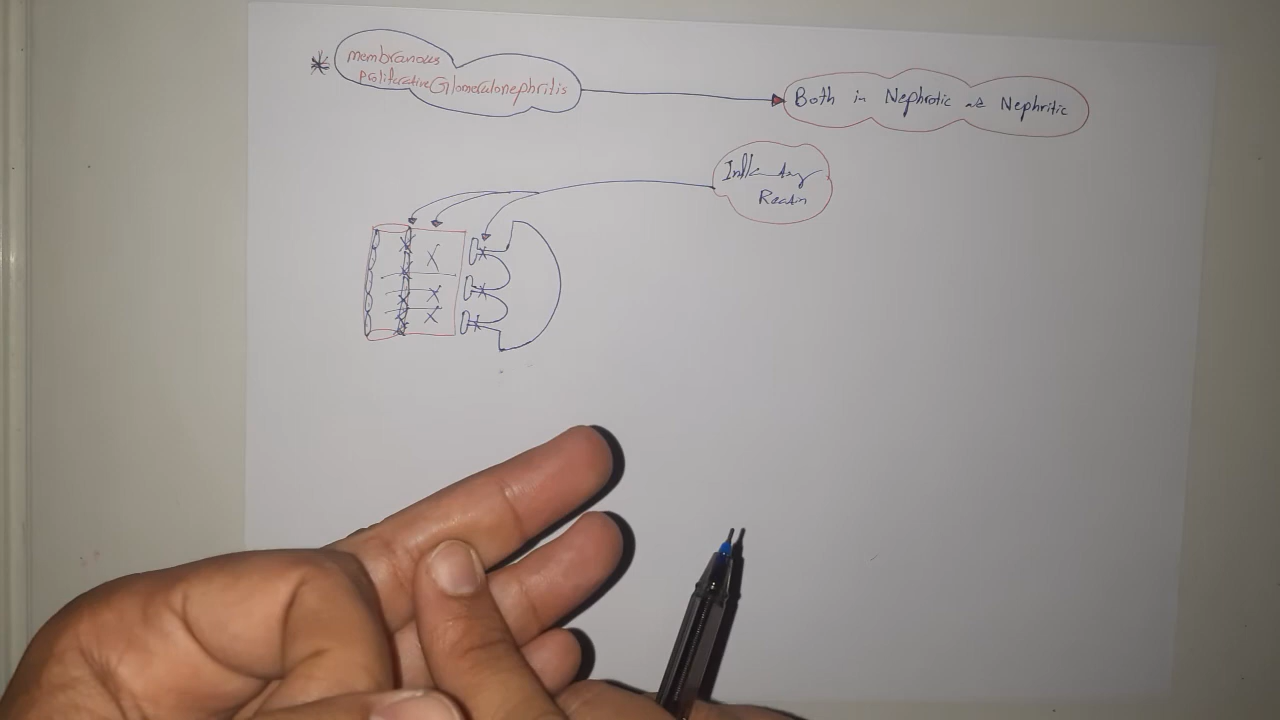 membranous
Proliferative Glomerulonephritis
Both in Nephrotic and Nephritic
Inflammatory
Reaction